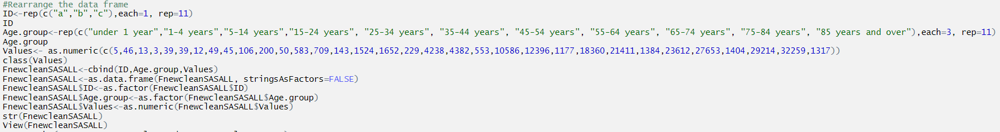 #Rearrange the data frame
ID<-rep(c("a","b","c"),each=1, rep=11)
ID
Age.group<-rep(c("under 1 year","1-4 years","5-14 years","15-24 years", "25-34 years", "35-44 years", "45-54 years", "55-64 years", "65-74 years", "75-84 years", "85 years and over"),each=3, rep=11)
Age.group
Values<- as.numeric(c(5,46,13,3,39,39,12,49,45,106,200,50,583,709,143,1524,1652,229,4238,4382,553,10586,12396,1177,18360,21411,1384,23612,27653,1404,29214,32259,1317))
class(Values)
FnewcleanSASALL<-cbind(ID,Age.group,Values)
FnewcleanSASALL<-as.data.frame(FnewcleanSASALL, stringsAsFactors=FALSE)
FnewcleanSASALL$ID<-as.factor(FnewcleanSASALL$ID)
FnewcleanSASALL$Age.group<-as.factor(FnewcleanSASALL$Age.group)
FnewcleanSASALL$Values<-as.numeric(FnewcleanSASALL$Values)
str(FnewcleanSASALL)
View(FnewcleanSASALL)